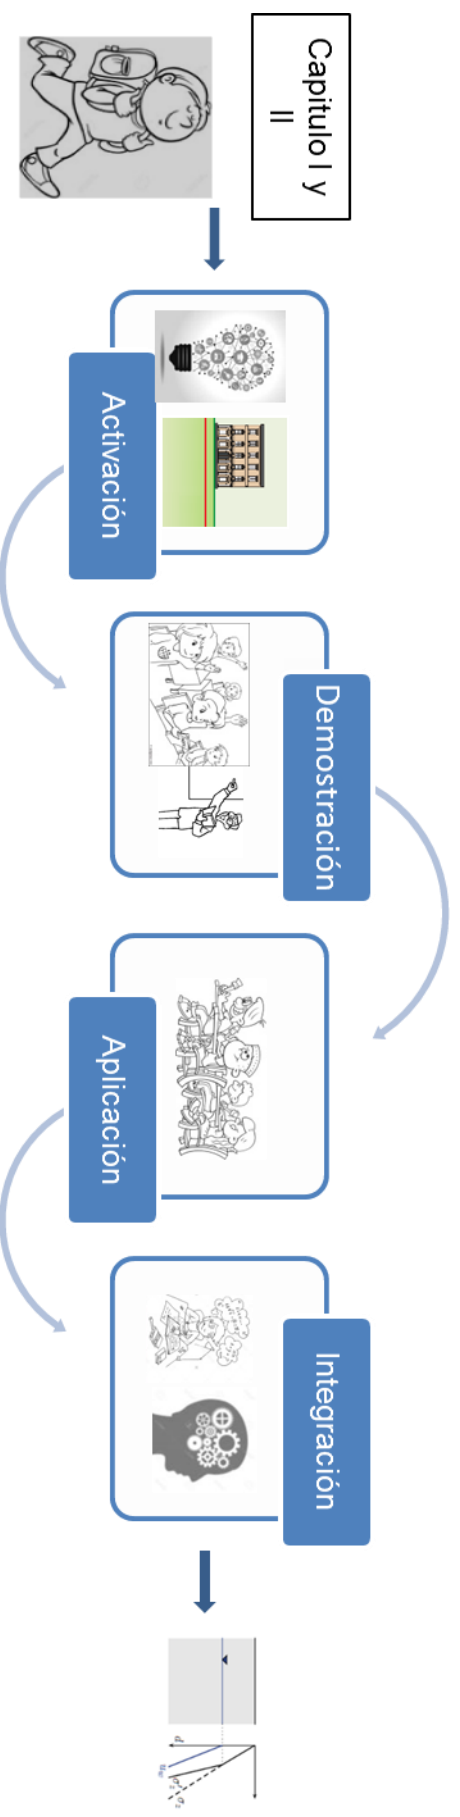 Capitulo I y
II
Activación
Demostración
Aplicación
Integración
d